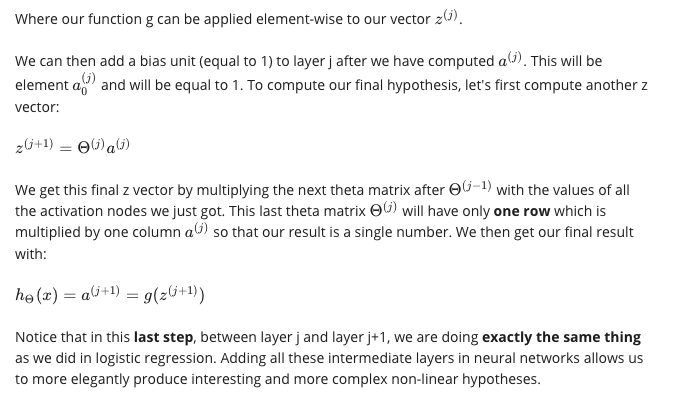 Where our function g can be applied element-wise to our vector z^{(j)}.
We can then add a bias unit (equal to 1) to layer j after we have computed a^{(j)}. This will be
element a_0^{(j)} and will be equal to 1. To compute our final hypothesis, let's first compute another z
vector:
z^{(j+1)} = Θ^{(j)}a^{(j)}
We get this final z vector by multiplying the next theta matrix after Θ^{(j−1)} with the values of all
the activation nodes we just got. This last theta matrix Θ^{(j)} will have only one row which is
multiplied by one column a^{(j)} so that our result is a single number. We then get our final result
with:
h_Θ(x) = a^{(j+1)} = g(z^{(j+1)})
Notice that in this last step, between layer j and layer j+1, we are doing exactly the same thing
as we did in logistic regression. Adding all these intermediate layers in neural networks allows us
to more elegantly produce interesting and more complex non-linear hypotheses.